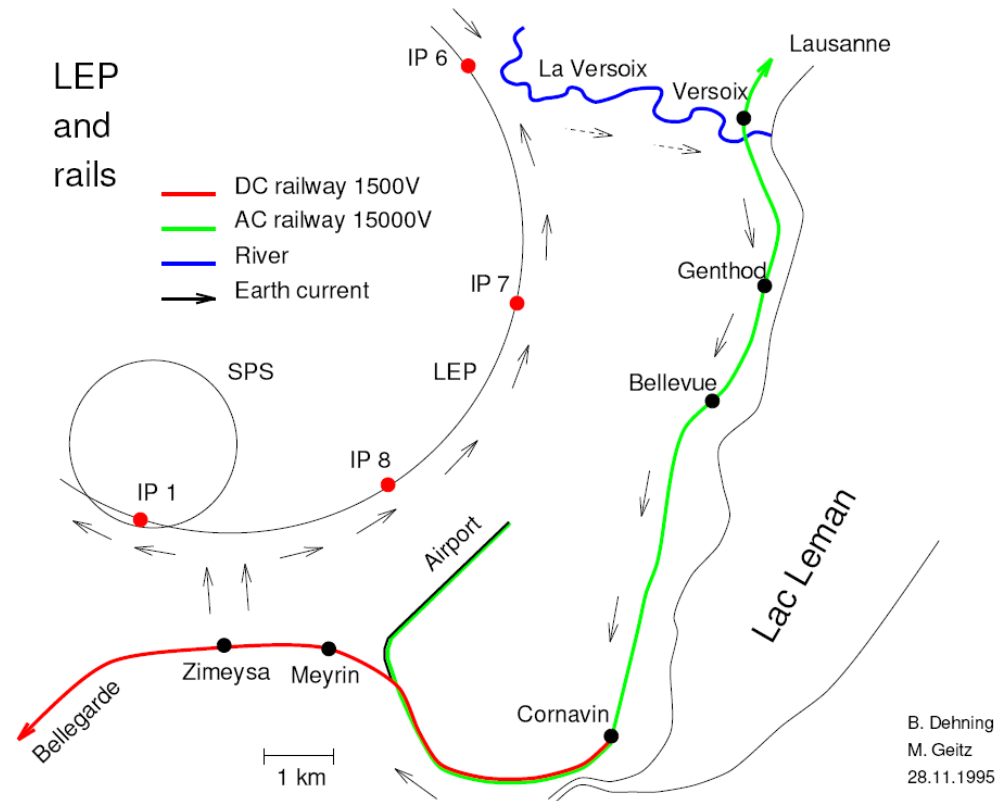 LEP
and
rails
DC railway 1500V
AC railway 15000V
River
Earth current
IP 6
La Versoix
Lausanne
Versoix
Genthod
IP 7
Bellevue
SPS
LEP
IP 8
IP 1
Airport
Lac Leman
Zimeysa
Meyrin
Bellegarde
Cornavin
1 km
B. Dehning
M. Geitz
28.11.1995